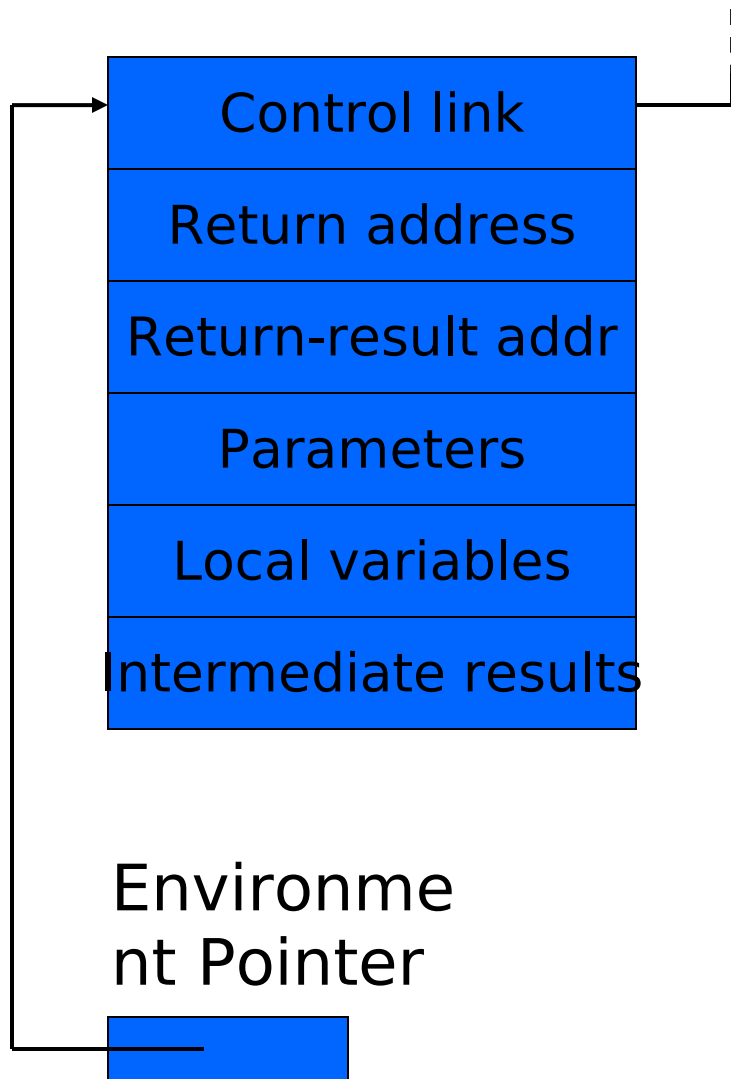 Control link
Return address
Return-result addr
Parameters
Local variables
Intermediate results
Environme
nt Pointer